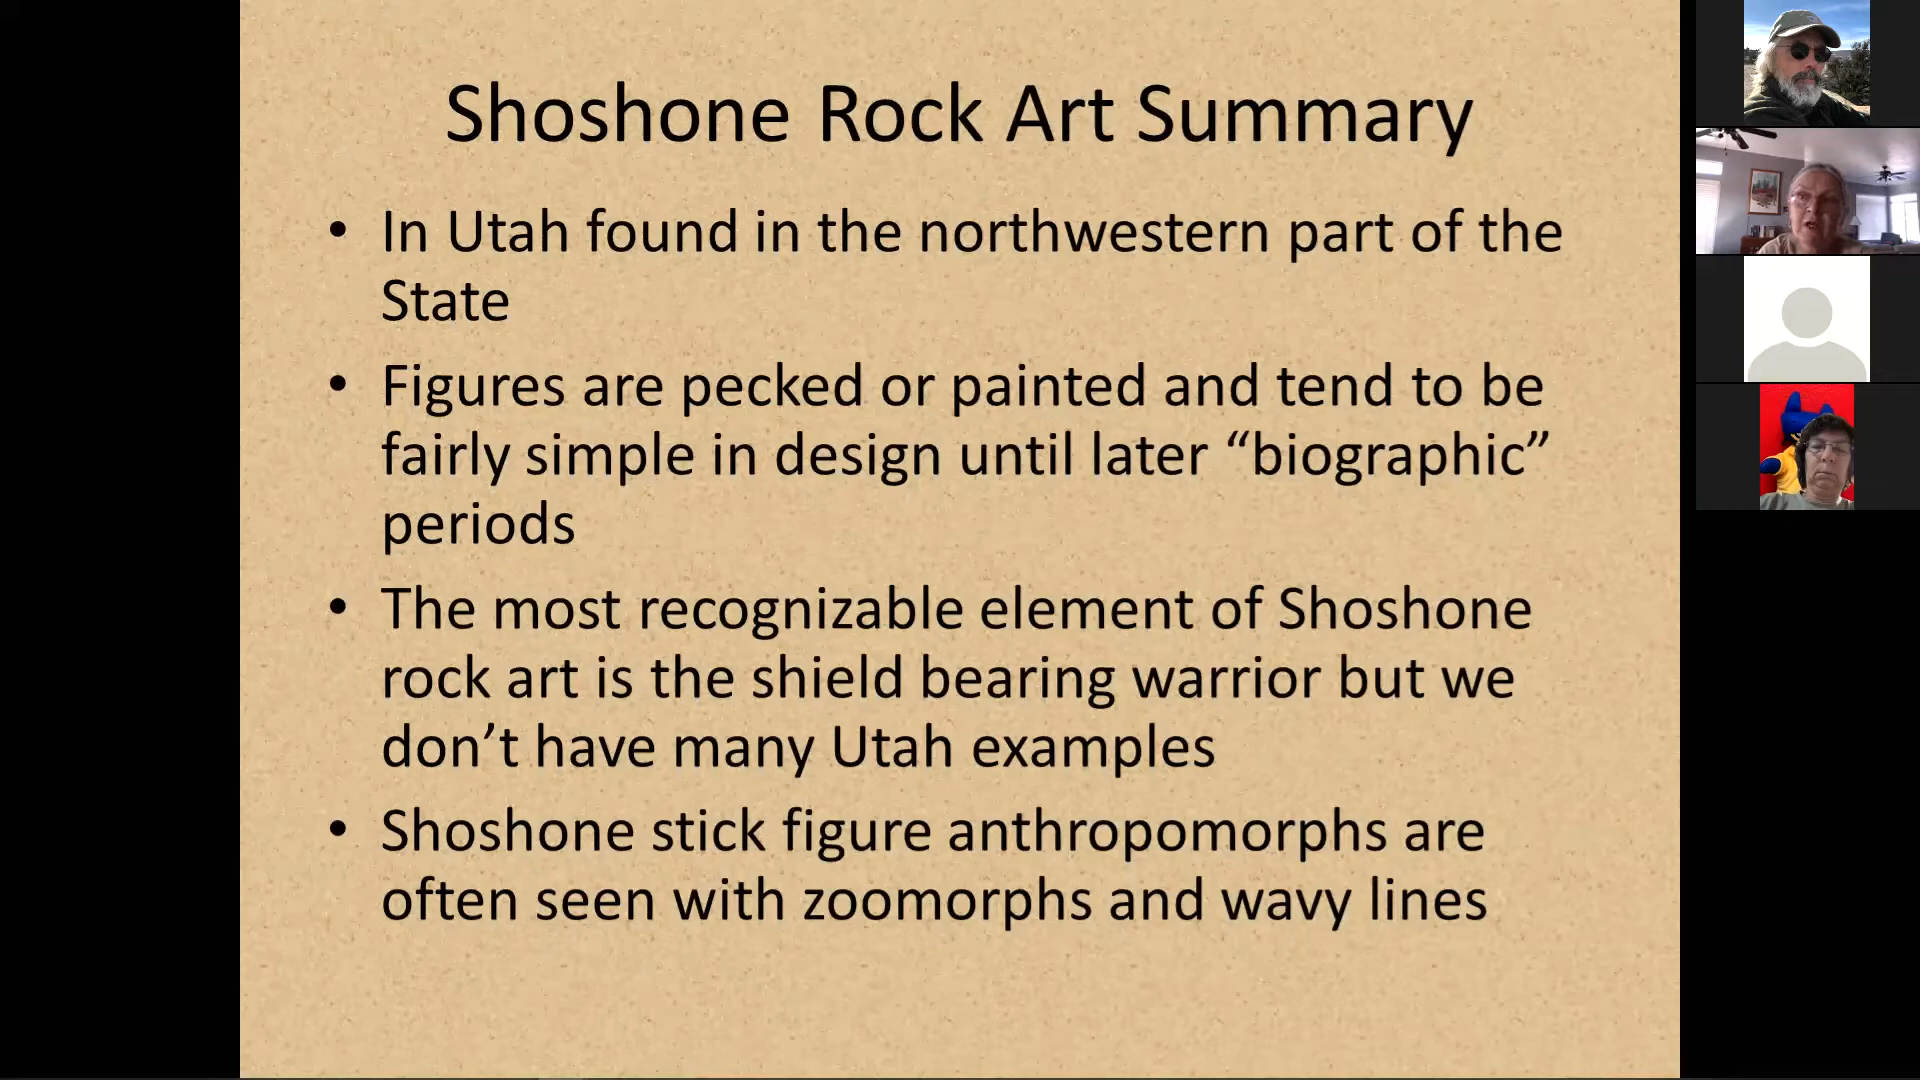 Shoshone Rock Art Summary
• In Utah found in the northwestern part of the
State
• Figures are pecked or painted and tend to be
fairly simple in design until later “biographic”
periods
• The most recognizable element of Shoshone
rock art is the shield bearing warrior but we
don’t have many Utah examples
• Shoshone stick figure anthropomorphs are
often seen with zoomorphs and wavy lines